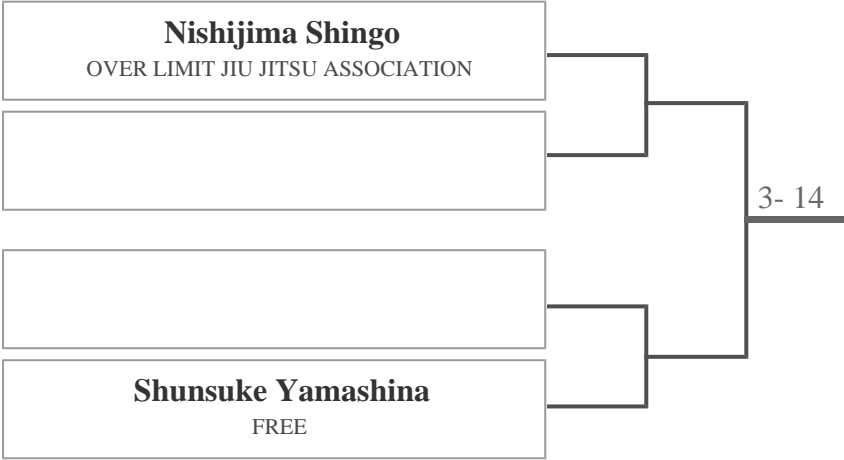 Nishijima Shingo
OVER LIMIT JIU JITSU ASSOCIATION
3- 14
Shunsuke Yamashina
FREE